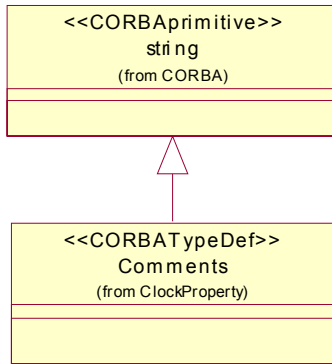 <<CORBAprimitive>>
string
(from CORBA)
<<CORBATypeDef>>
Comments
(from ClockProperty)